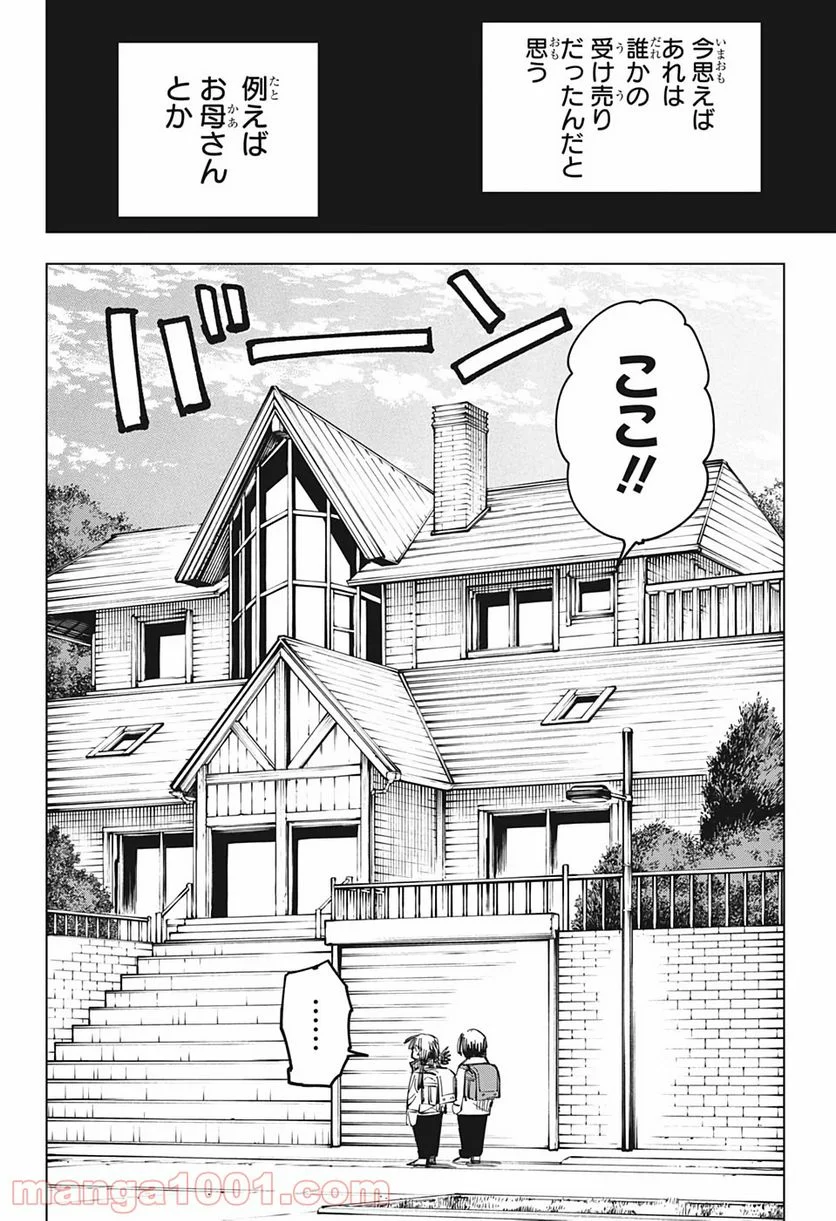 今思えば
あれは
誰かの
受け売り
だったんだと
思う
例えば
お母さん
とか
バーン
ここ!!
……
manga1001.com